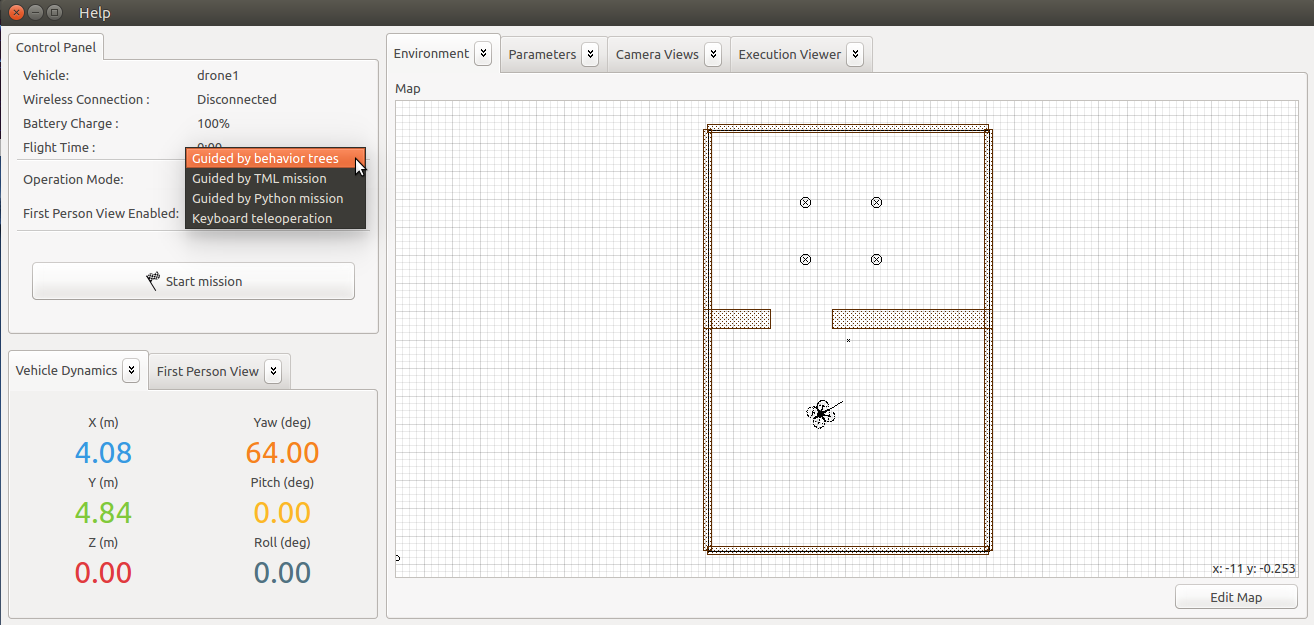 Help
Control Panel
Vehicle: drone1
Wireless Connection : Disconnected
Battery Charge : 100%
Flight Time : 0:00
Guided by behavior trees
Operation Mode: Guided by TML mission
Guided by Python mission
First Person View Enabled: Keyboard teleoperation
Start mission
Vehicle Dynamics First Person View
X (m) Yaw (deg)
4.08 64.00
Y (m) Pitch (deg)
4.84 0.00
Z (m) Roll (deg)
0.00 0.00
Environment Parameters Camera Views Execution Viewer
Map
x: -11 y: -0.253
Edit Map